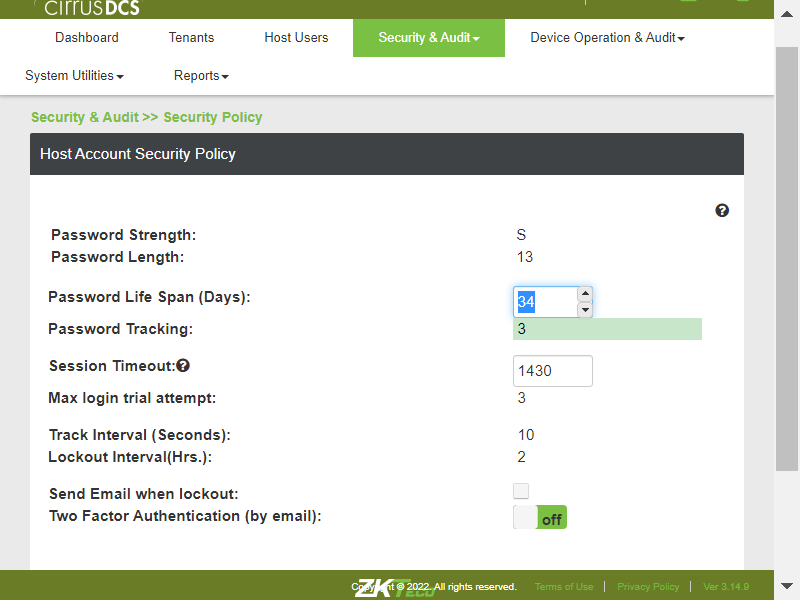 cirrusDCS
Dashboard Tenants Host Users Security & Audit Device Operation & Audit
System Utilities Reports
Security & Audit >> Security Policy
Host Account Security Policy
Password Strength: S
Password Length: 13
Password Life Span (Days): 34
Password Tracking: 3
Session Timeout: 1430
Max login trial attempt: 3
Track Interval (Seconds): 10
Lockout Interval(Hrs.): 2
Send Email when lockout:
Two Factor Authentication (by email): off
ZKTeco
Copyright © 2022. All rights reserved. Terms of Use | Privacy Policy | Ver 3.14.9